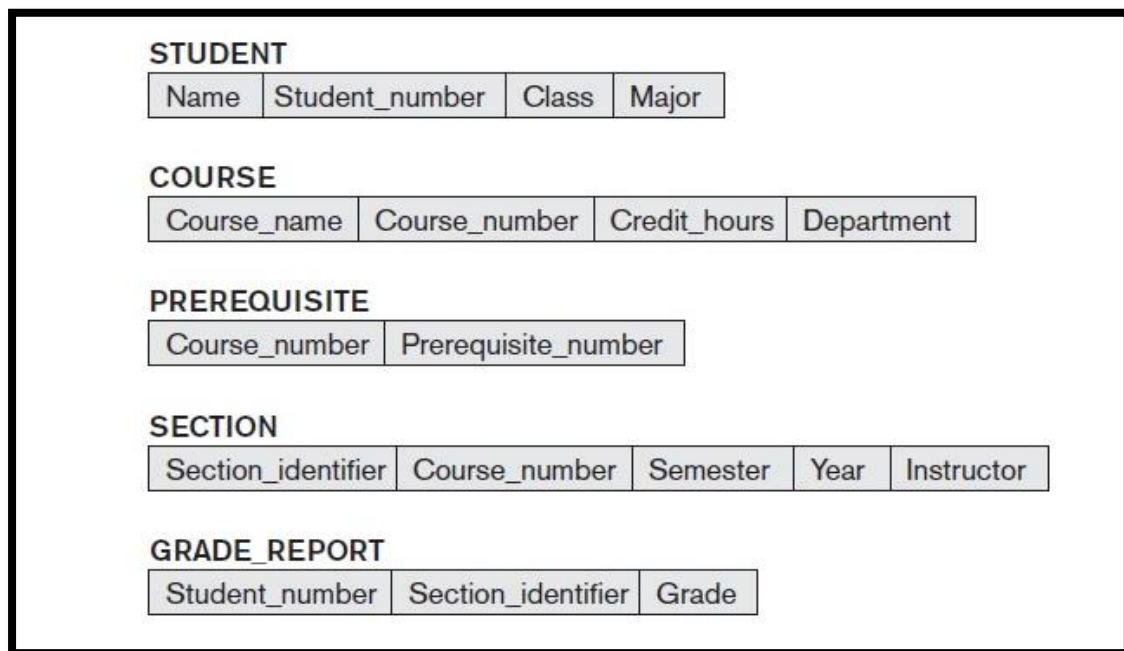 STUDENT
Name Student_number Class Major
COURSE
Course_name Course_number Credit_hours Department
PREREQUISITE
Course_number Prerequisite_number
SECTION
Section_identifier Course_number Semester Year Instructor
GRADE_REPORT
Student_number Section_identifier Grade